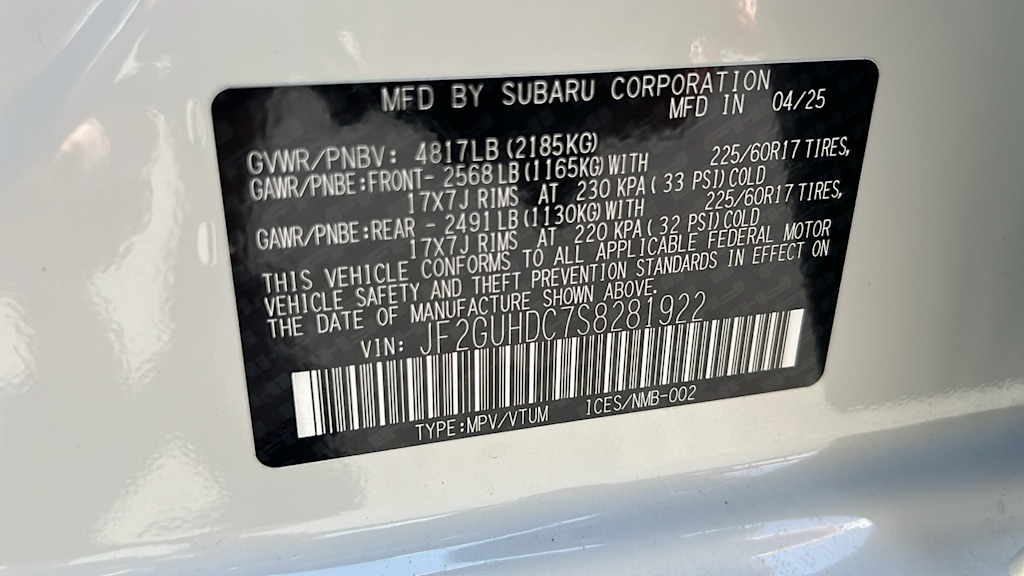 MFD BY SUBARU CORPORATION
MFD IN 04/25
GVWR/PNBV: 4817LB (2185KG)
GAWR/PNBE:FRONT- 2568 LB (1165KG) WITH 225/60R17 TIRES,
17X7J RIMS AT 230 KPA ( 33 PSI) COLD
GAWR/PNBE:REAR - 2491 LB (1130KG) WITH 225/60R17 TIRES,
17X7J RIMS AT 220 KPA ( 32 PSI) COLD
THIS VEHICLE CONFORMS TO ALL APPLICABLE FEDERAL MOTOR
VEHICLE SAFETY AND THEFT PREVENTION STANDARDS IN EFFECT ON
THE DATE OF MANUFACTURE SHOWN ABOVE.
VIN: JF2GUHDC7S8281922
TYPE:MPV/VTUM ICES/NMB-002